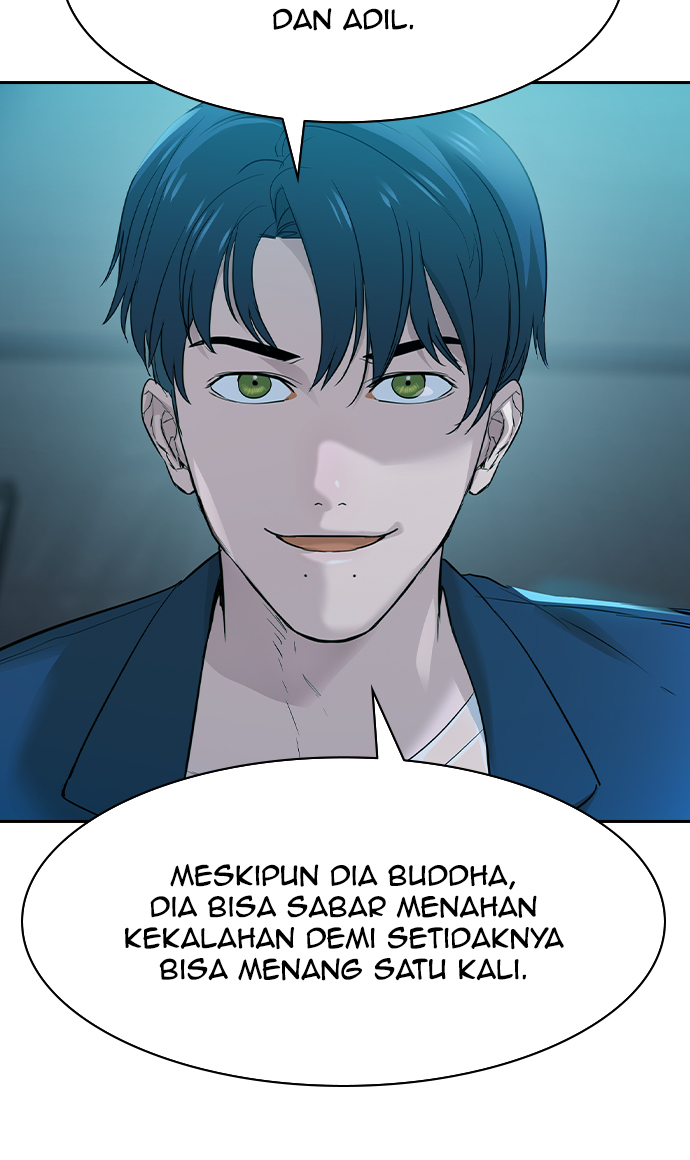 DAN ADIL.
MESKIPUN DIA BUDDHA,
DIA BISA SABAR MENAHAN
KEKALAHAN DEMI SETIDAKNYA
BISA MENANG SATU KALI.